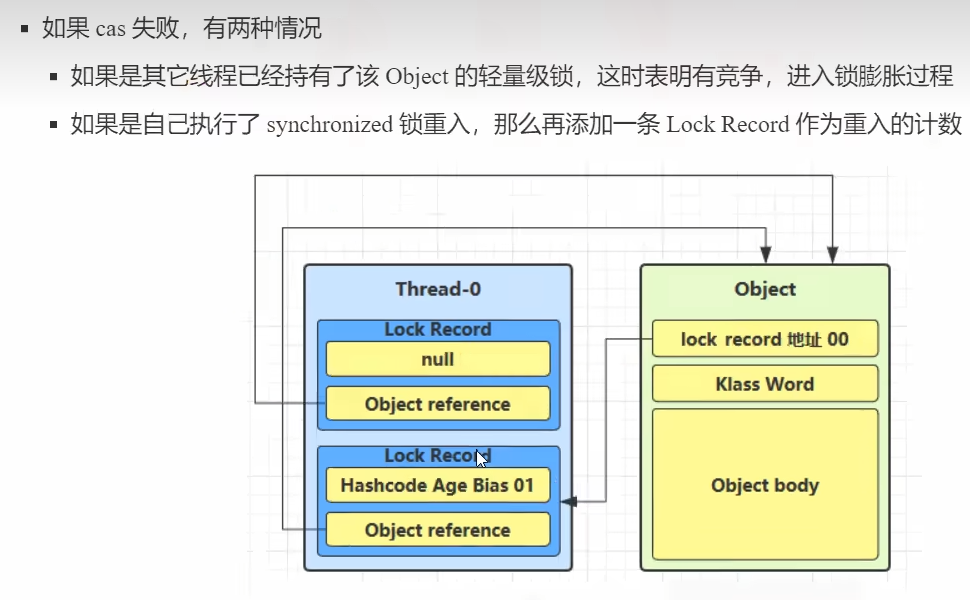 如果 cas 失败，有两种情况
如果是其它线程已经持有了该 Object 的轻量级锁，这时表明有竞争，进入锁膨胀过程
如果是自己执行了 synchronized 锁重入，那么再添加一条 Lock Record 作为重入的计数
Thread-0
Lock Record
null
Object reference
Lock Record
Hashcode Age Bias 01
Object reference
Object
lock record 地址 00
Klass Word
Object body